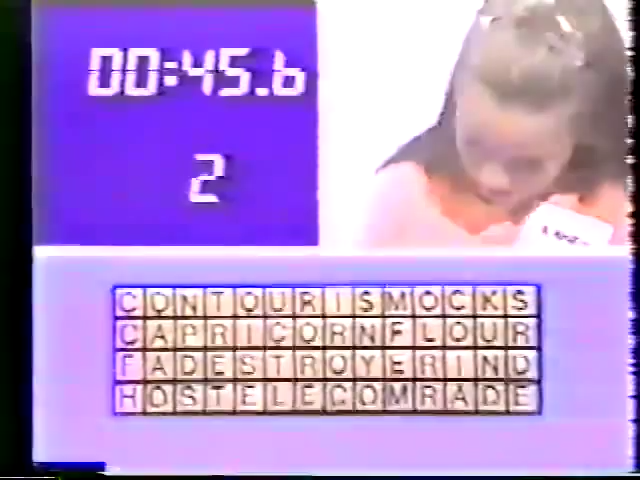 00:45.6
2
CONTOURISMOCKS
CAPRICORNFLOUR
FADESTROYERIND
HOSTELECOMRADE